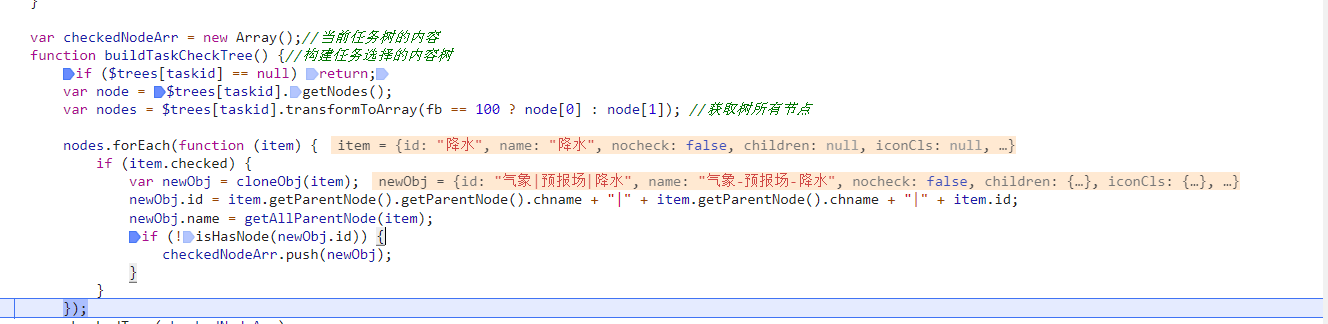 }
var checkedNodeArr = new Array();//当前任务树的内容
function buildTaskCheckTree() {//构建任务选择的内容树
if ($trees[taskid] == null) return;
var node = $trees[taskid].getNodes();
var nodes = $trees[taskid].transformToArray(fb == 100 ? node[0] : node[1]); //获取树所有节点
nodes.forEach(function (item) { item = {id: "降水", name: "降水", nocheck: false, children: null, iconCls: null, …}
if (item.checked) {
var newObj = cloneObj(item); newObj = {id: "气象|预报场|降水", name: "气象-预报场-降水", nocheck: false, children: {…}, iconCls: {…}, …}
newObj.id = item.getParentNode().getParentNode().chname + "|" + item.getParentNode().chname + "|" + item.id;
newObj.name = getAllParentNode(item);
if (!isHasNode(newObj.id)) {
checkedNodeArr.push(newObj);
}
}
});